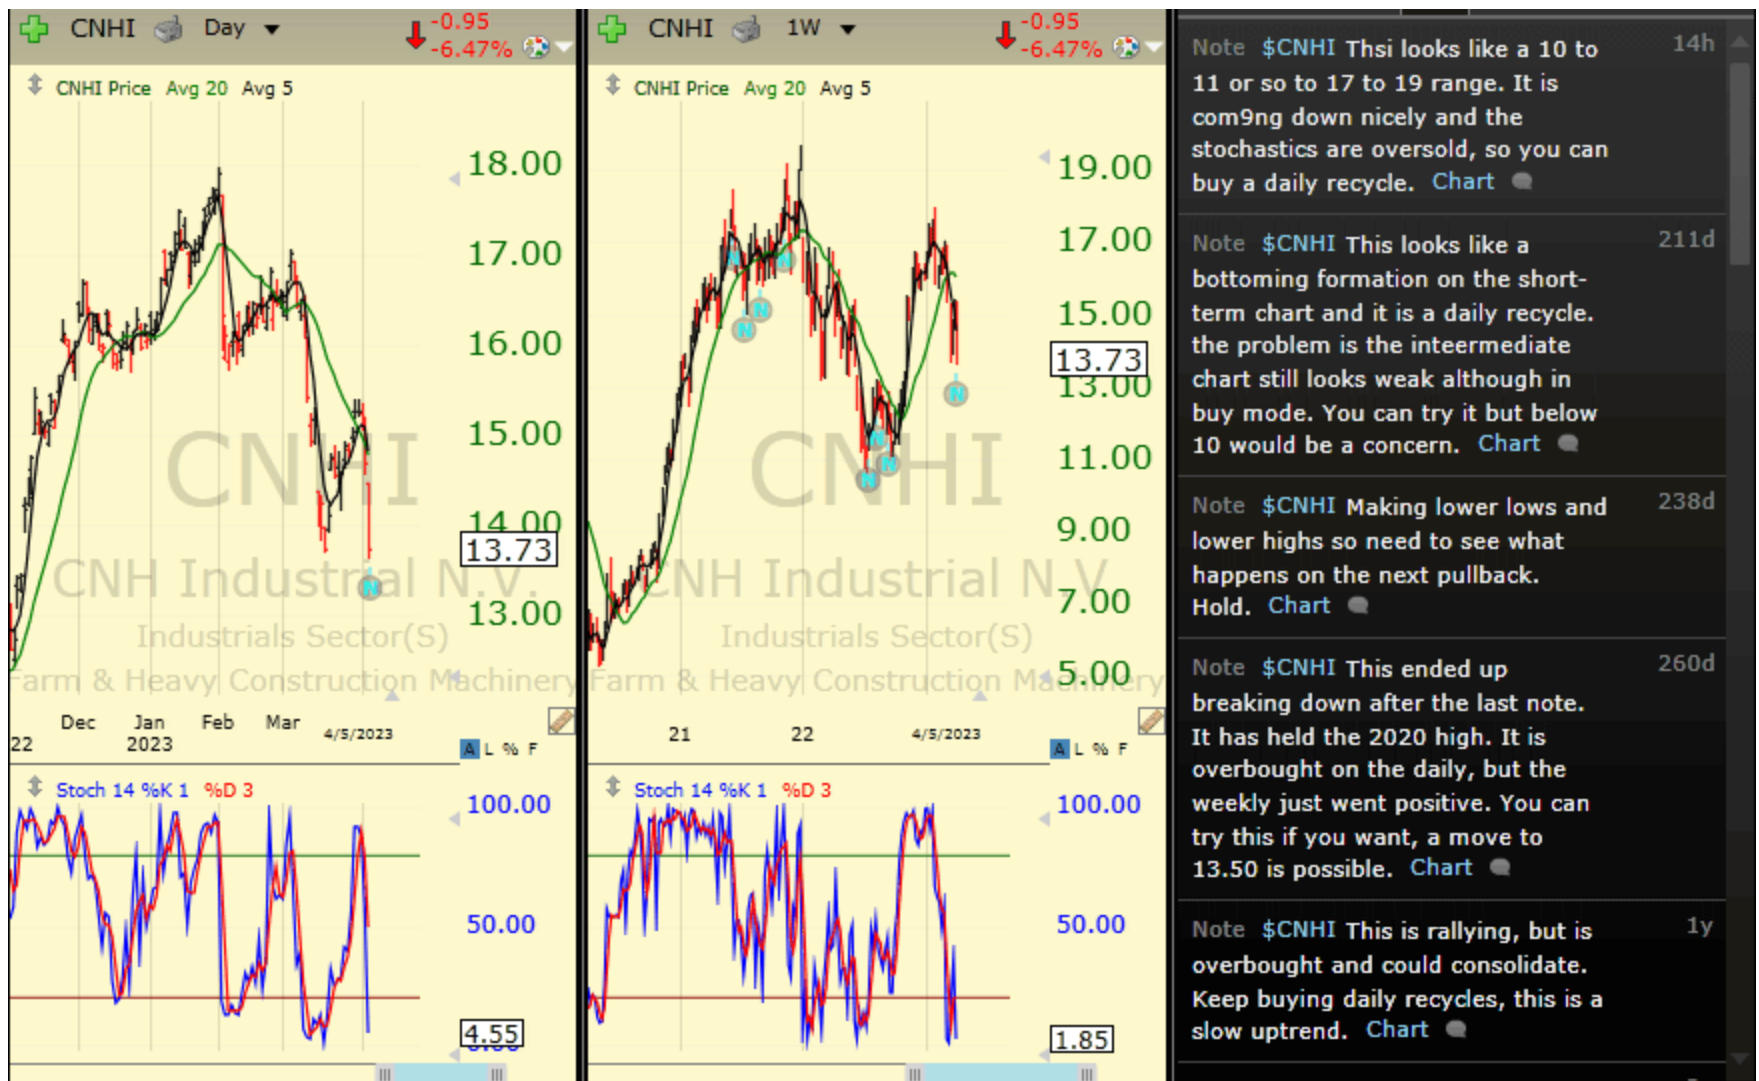 CNHI Day -0.95
-6.47%
CNHI Price Avg 20 Avg 5
18.00
17.00
16.00
15.00
14.00
13.73
13.00
CNHI
CNH Industrial N.V.
Industrials Sector(S)
Farm & Heavy Construction Machinery
Dec Jan Feb Mar 4/5/2023
22 2023
A L % F
Stoch 14 %K 1 %D 3
100.00
50.00
4.55
0.00
N
CNHI 1W -0.95
-6.47%
CNHI Price Avg 20 Avg 5
19.00
17.00
15.00
13.73
13.00
11.00
9.00
7.00
5.00
CNHI
CNH Industrial N.V
Industrials Sector(S)
Farm & Heavy Construction Machinery
N
N
N
N
N
N
N
N
21 22 4/5/2023
A L % F
Stoch 14 %K 1 %D 3
100.00
50.00
1.85
Note $CNHI Thsi looks like a 10 to 14h
11 or so to 17 to 19 range. It is
com9ng down nicely and the
stochastics are oversold, so you can
buy a daily recycle. Chart
Note $CNHI This looks like a 211d
bottoming formation on the short-
term chart and it is a daily recycle.
the problem is the inteermediate
chart still looks weak although in
buy mode. You can try it but below
10 would be a concern. Chart
Note $CNHI Making lower lows and 238d
lower highs so need to see what
happens on the next pullback.
Hold. Chart
Note $CNHI This ended up 260d
breaking down after the last note.
It has held the 2020 high. It is
overbought on the daily, but the
weekly just went positive. You can
try this if you want, a move to
13.50 is possible. Chart
Note $CNHI This is rallying, but is 1y
overbought and could consolidate.
Keep buying daily recycles, this is a
slow uptrend. Chart